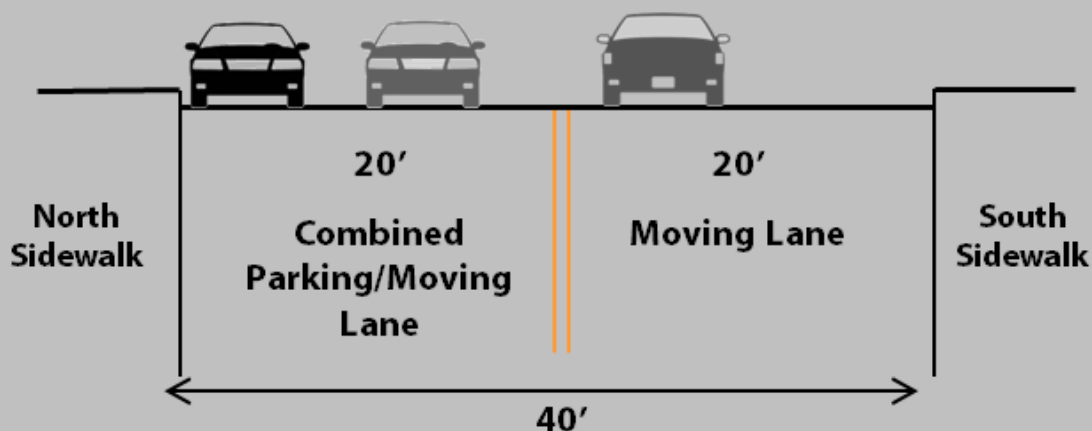 20′
20′
North
Sidewalk
Combined
Parking/Moving
Lane
Moving Lane
South
Sidewalk
40′